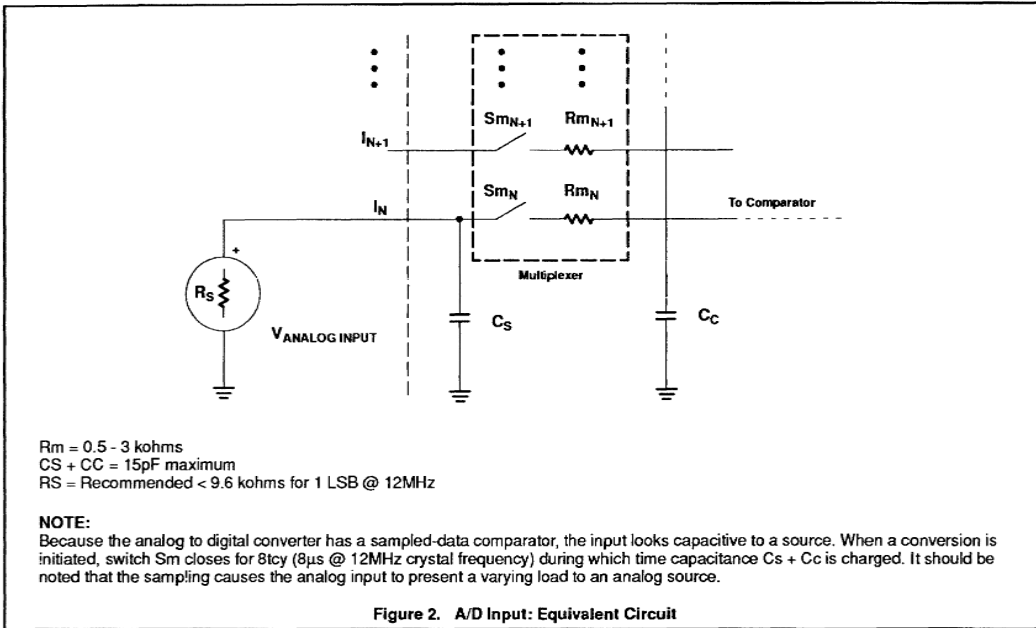 Sm_N+1 Rm_N+1
I_N+1
Sm_N Rm_N
I_N
To Comparator
+
Multiplexer
R_S
V_ANALOG INPUT
C_S
C_C
Rm = 0.5 - 3 kohms
CS + CC = 15pF maximum
RS = Recommended < 9.6 kohms for 1 LSB @ 12MHz
NOTE:
Because the analog to digital converter has a sampled-data comparator, the input looks capacitive to a source. When a conversion is
initiated, switch Sm closes for 8tcy (8µs @ 12MHz crystal frequency) during which time capacitance Cs + Cc is charged. It should be
noted that the sampling causes the analog input to present a varying load to an analog source.
Figure 2. A/D Input: Equivalent Circuit